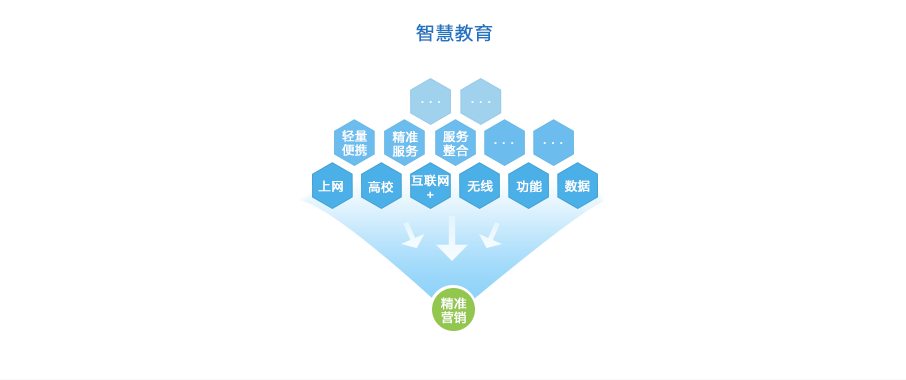 智慧教育
... ...
轻量
便携
精准
服务
服务
整合
... ...
上网
高校
互联网
+
无线
功能
数据
精准
营销